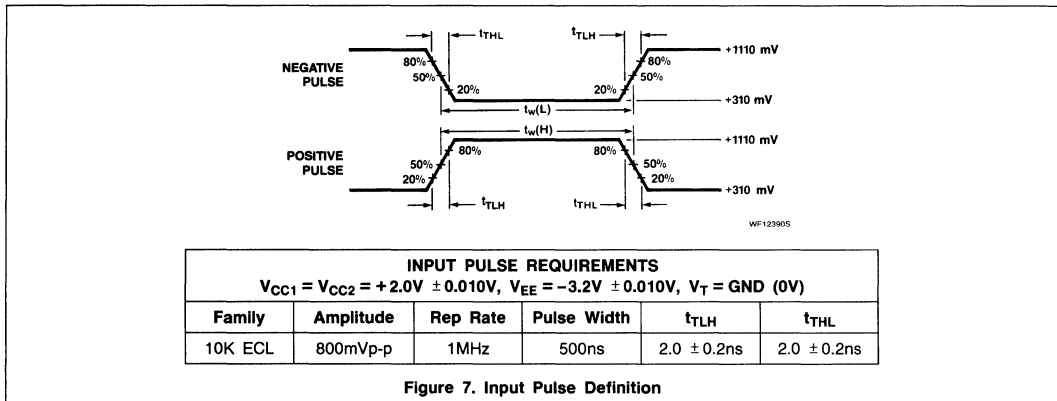 tTHL tTLH
+1110 mV
80% 80%
NEGATIVE
PULSE
50% 50%
20% 20%
+310 mV
tw(L)
tw(H)
+1110 mV
80% 80%
POSITIVE
PULSE
50% 50%
20% 20%
+310 mV
tTLH tTHL
WF12390S
INPUT PULSE REQUIREMENTS
VCC1 = VCC2 = +2.0V ±0.010V, VEE = -3.2V ±0.010V, VT = GND (0V)
Family Amplitude Rep Rate Pulse Width tTLH tTHL
10K ECL 800mVp-p 1MHz 500ns 2.0 ±0.2ns 2.0 ±0.2ns
Figure 7. Input Pulse Definition